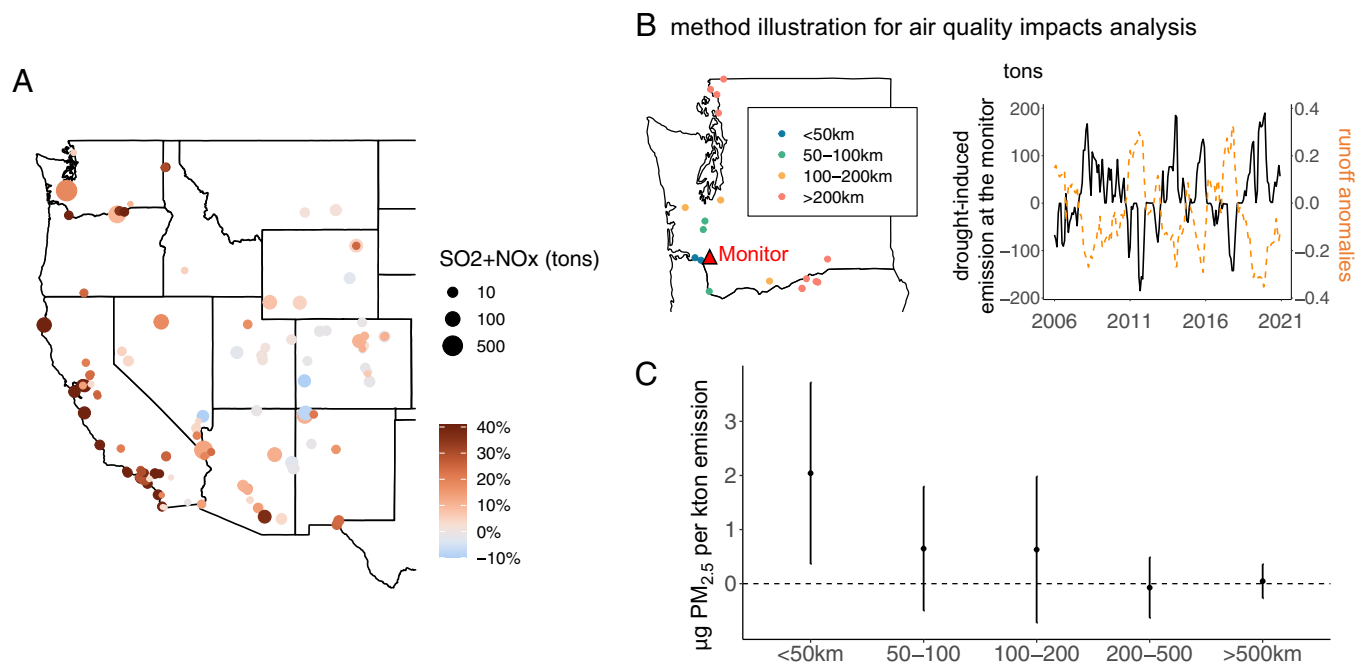 A
SO2+NOx (tons)
10
100
500
40%
30%
20%
10%
0%
−10%
B method illustration for air quality impacts analysis
<50km
50−100km
100−200km
>200km
Monitor
tons
drought-induced
emission at the monitor
200
100
0
−100
−200
0.4
0.2
0.0
−0.2
−0.4
runoff anomalies
2006 2011 2016 2021
C
µg PM2.5 per kton emission
3
2
1
0
<50km 50−100 100−200 200−500 >500km